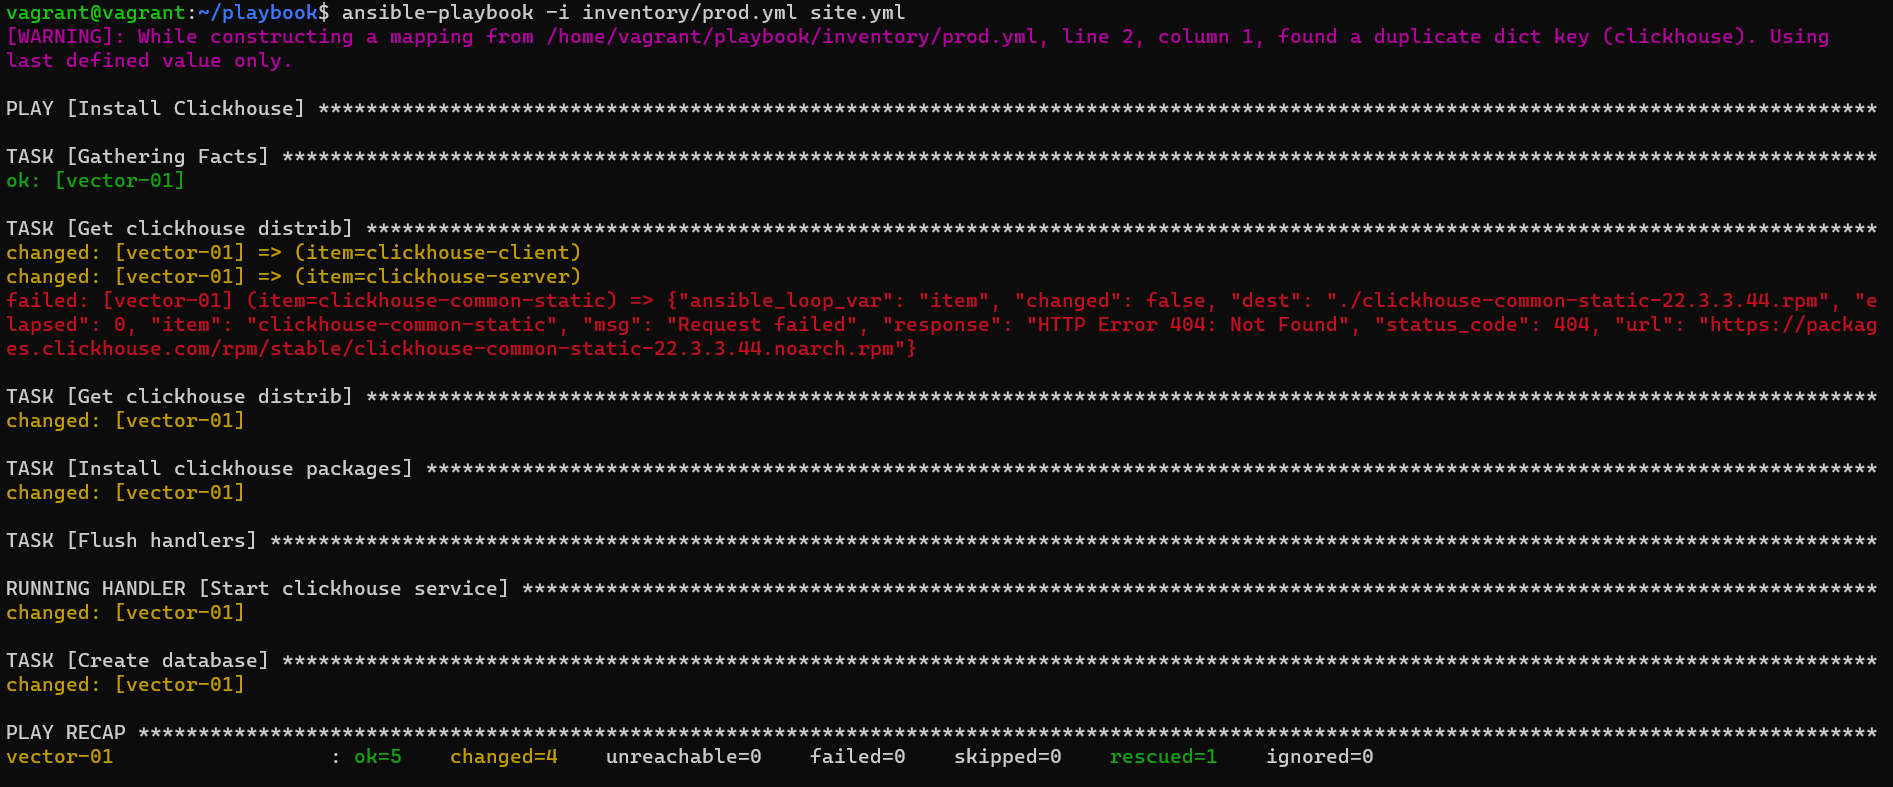 vagrant@vagrant:~/playbook$ ansible-playbook -i inventory/prod.yml site.yml
[WARNING]: While constructing a mapping from /home/vagrant/playbook/inventory/prod.yml, line 2, column 1, found a duplicate dict key (clickhouse). Using
last defined value only.
PLAY [Install Clickhouse] **********************************************************************************************************************************
TASK [Gathering Facts] *************************************************************************************************************************************
ok: [vector-01]
TASK [Get clickhouse distrib] ******************************************************************************************************************************
changed: [vector-01] => (item=clickhouse-client)
changed: [vector-01] => (item=clickhouse-server)
failed: [vector-01] (item=clickhouse-common-static) => {"ansible_loop_var": "item", "changed": false, "dest": "./clickhouse-common-static-22.3.3.44.rpm", "e
lapsed": 0, "item": "clickhouse-common-static", "msg": "Request failed", "response": "HTTP Error 404: Not Found", "status_code": 404, "url": "https://packag
es.clickhouse.com/rpm/stable/clickhouse-common-static-22.3.3.44.noarch.rpm"}
TASK [Get clickhouse distrib] ******************************************************************************************************************************
changed: [vector-01]
TASK [Install clickhouse packages] *************************************************************************************************************************
changed: [vector-01]
TASK [Flush handlers] **************************************************************************************************************************************
RUNNING HANDLER [Start clickhouse service] *****************************************************************************************************************
changed: [vector-01]
TASK [Create database] *************************************************************************************************************************************
changed: [vector-01]
PLAY RECAP *************************************************************************************************************************************************
vector-01                  : ok=5    changed=4    unreachable=0    failed=0    skipped=0    rescued=1    ignored=0